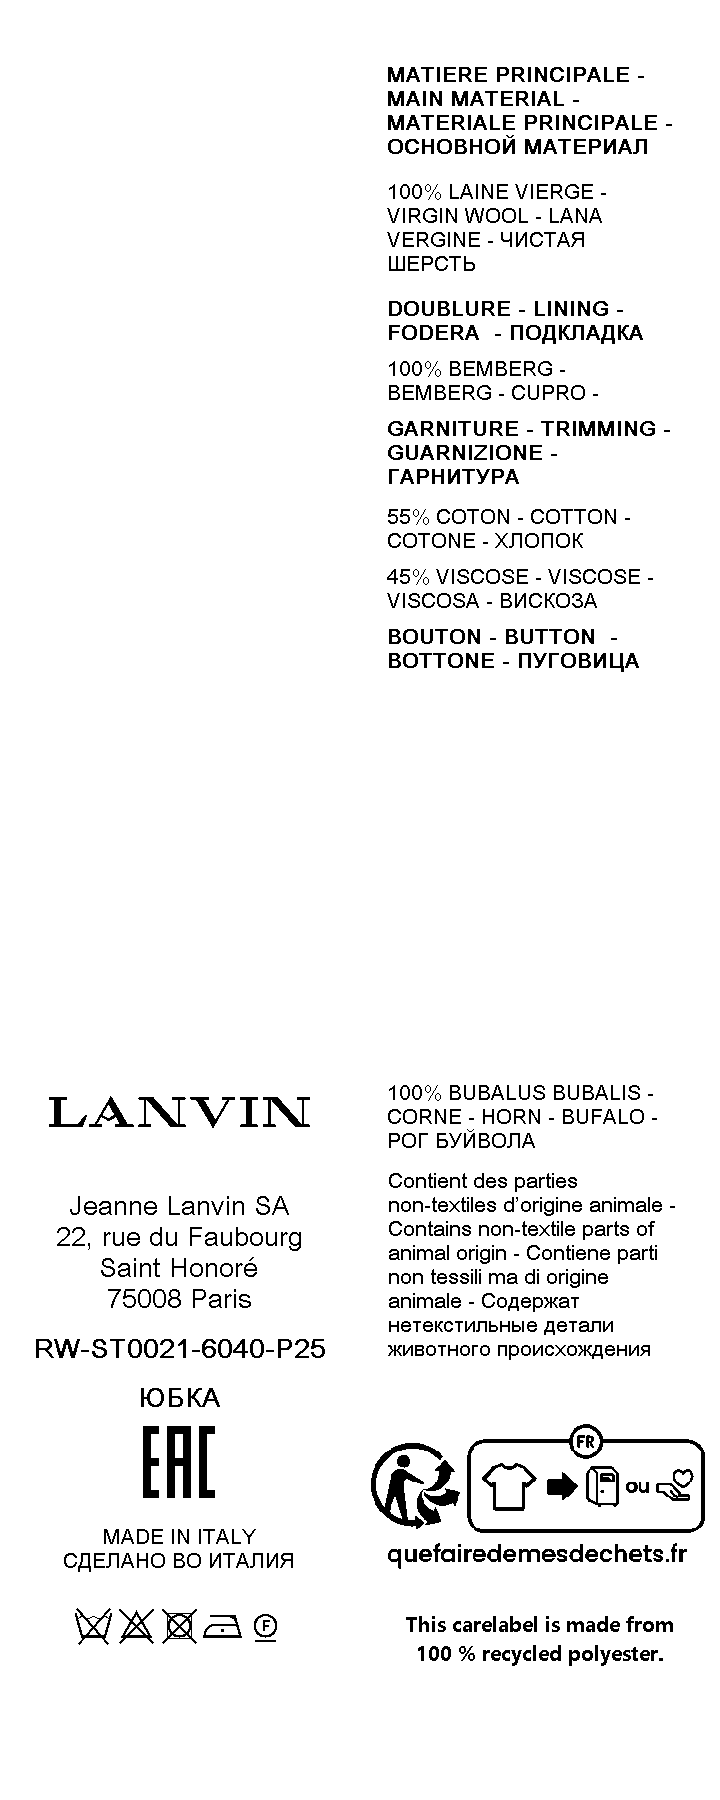 MATIERE PRINCIPALE -
MAIN MATERIAL -
MATERIALE PRINCIPALE -
ОСНОВНОЙ МАТЕРИАЛ
100% LAINE VIERGE -
VIRGIN WOOL - LANA
VERGINE - ЧИСТАЯ
ШЕРСТЬ
DOUBLURE - LINING -
FODERA - ПОДКЛАДКА
100% BEMBERG -
BEMBERG - CUPRO -
GARNITURE - TRIMMING -
GUARNIZIONE -
ГАРНИТУРА
55% COTON - COTTON -
COTONE - ХЛОПОК
45% VISCOSE - VISCOSE -
VISCOSA - ВИСКОЗА
BOUTON - BUTTON -
BOTTONE - ПУГОВИЦА
LANVIN
Jeanne Lanvin SA
22, rue du Faubourg
Saint Honoré
75008 Paris
RW-ST0021-6040-P25
ЮБКА
EAC
MADE IN ITALY
СДЕЛАНО ВО ИТАЛИЯ
F
100% BUBALUS BUBALIS -
CORNE - HORN - BUFALO -
РОГ БУЙВОЛА
Contient des parties
non-textiles d'origine animale -
Contains non-textile parts of
animal origin - Contiene parti
non tessili ma di origine
animale - Содержат
нетекстильные детали
животного происхождения
FR
ou
quefairedemesdechets.fr
This carelabel is made from
100 % recycled polyester.